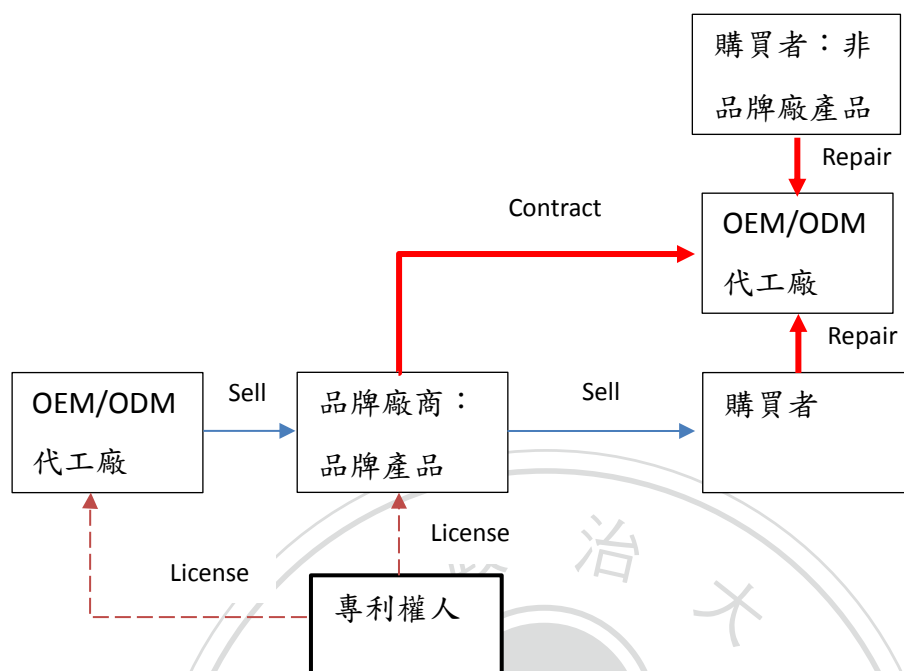 購買者：非
品牌廠產品
Repair
Contract
OEM/ODM
代工廠
Repair
OEM/ODM
代工廠
Sell
品牌廠商：
品牌產品
Sell
購買者
License
License
專利權人
治
大